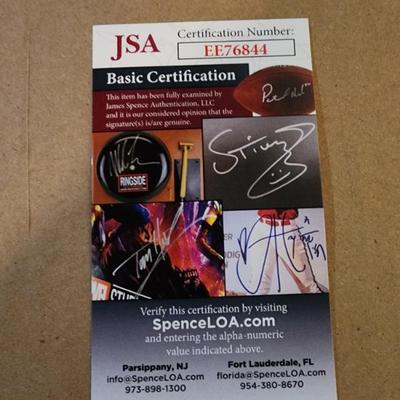 JSA
Certification Number:
EE76844
Basic Certification
This item has been fully examined by
James Spence Authentication, LLC
and it is our considered opinion that the
signature(s) is/are genuine.
RINGSIDE
Verify this certification by visiting
SpenceLOA.com
and entering the alpha-numeric
value indicated above.
Parsippany, NJ
info@SpenceLOA.com
973-898-1300
Fort Lauderdale, FL
florida@SpenceLOA.com
954-380-8670